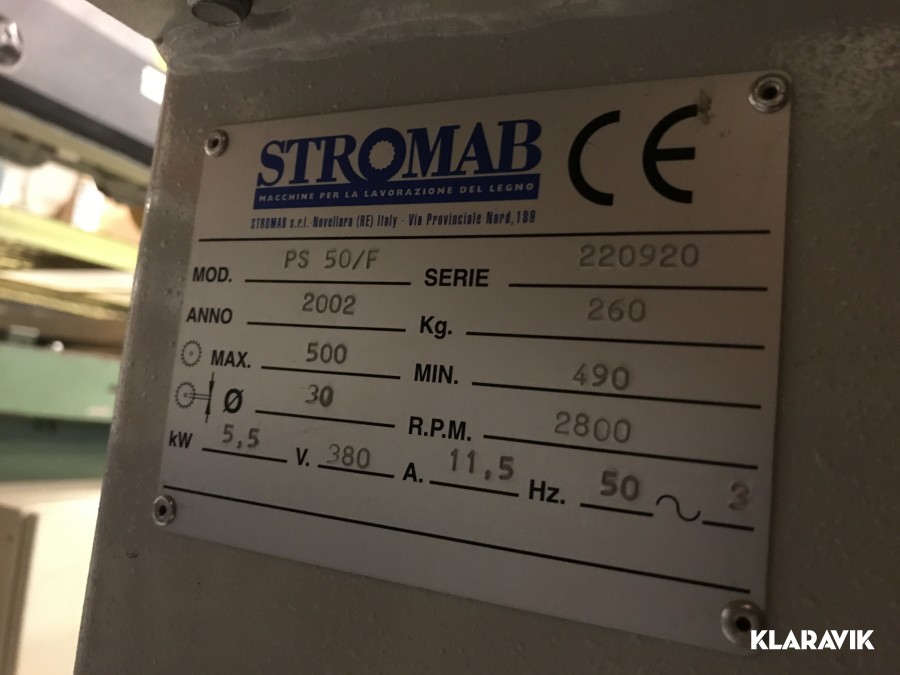 STROMAB CE
MACCHINE PER LA LAVORAZIONE DEL LEGNO
STROMAB s.r.l. -Novellara (RE) Italy - Via Provinciale Nord, 189
MOD. PS 50/F SERIE 220920
ANNO 2002 Kg. 260
MAX. 500 MIN. 490
Ø 30 R.P.M. 2800
kW 5,5 V. 380 A. 11,5 Hz. 50 ~ 3
KLARAVIK